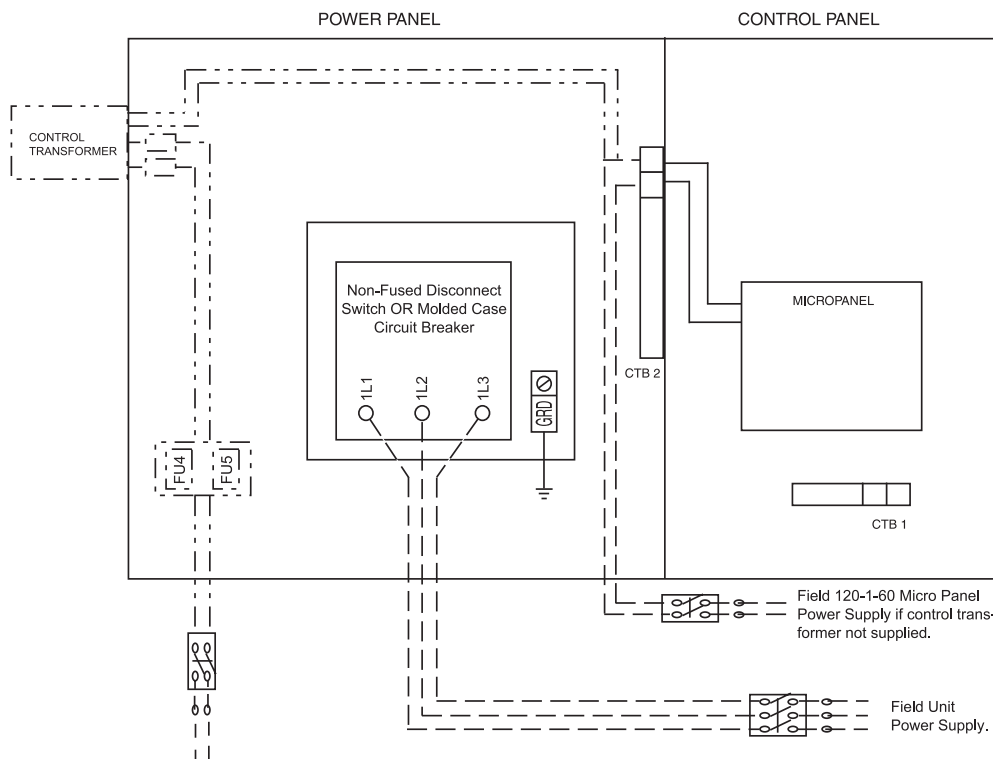 POWER PANEL
CONTROL PANEL
CONTROL
TRANSFORMER
Non-Fused Disconnect
Switch OR Molded Case
Circuit Breaker
MICROPANEL
CTB 2
1L1
1L2
1L3
GRD
FU4
FU5
CTB 1
Field 120-1-60 Micro Panel
Power Supply if control trans-
former not supplied.
Field Unit
Power Supply.